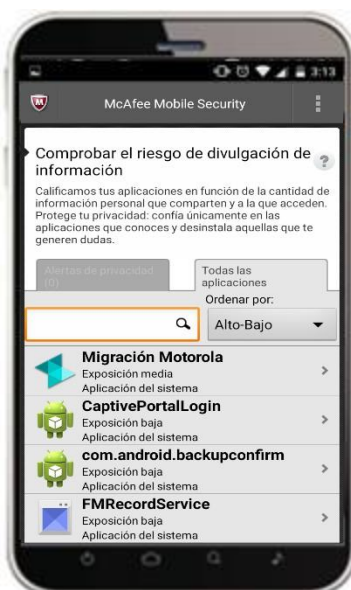 3:13
McAfee Mobile Security
Comprobar el riesgo de divulgación de
información
?
Calificamos tus aplicaciones en función de la cantidad de
información personal que comparten y a la que acceden.
Protege tu privacidad: confía únicamente en las
aplicaciones que conoces y desinstala aquellas que te
generen dudas.
Alertas de privacidad
(0)
Todas las
aplicaciones
Ordenar por:
Alto-Bajo
Migración Motorola
Exposición media
Aplicación del sistema
CaptivePortalLogin
Exposición baja
Aplicación del sistema
com.android.backupconfirm
Exposición baja
Aplicación del sistema
FMRecordService
Exposición baja
Aplicación del sistema